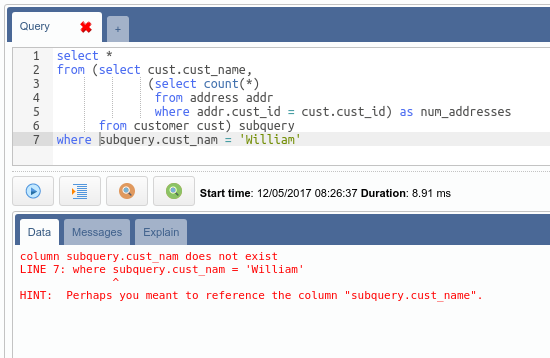 Query
+
1 select *
2 from (select cust.cust_name,
3 (select count(*)
4 from address addr
5 where addr.cust_id = cust.cust_id) as num_addresses
6 from customer cust) subquery
7 where subquery.cust_nam = 'William'
Start time: 12/05/2017 08:26:37 Duration: 8.91 ms
Data Messages Explain
column subquery.cust_nam does not exist
LINE 7: where subquery.cust_nam = 'William'
^
HINT: Perhaps you meant to reference the column "subquery.cust_name".